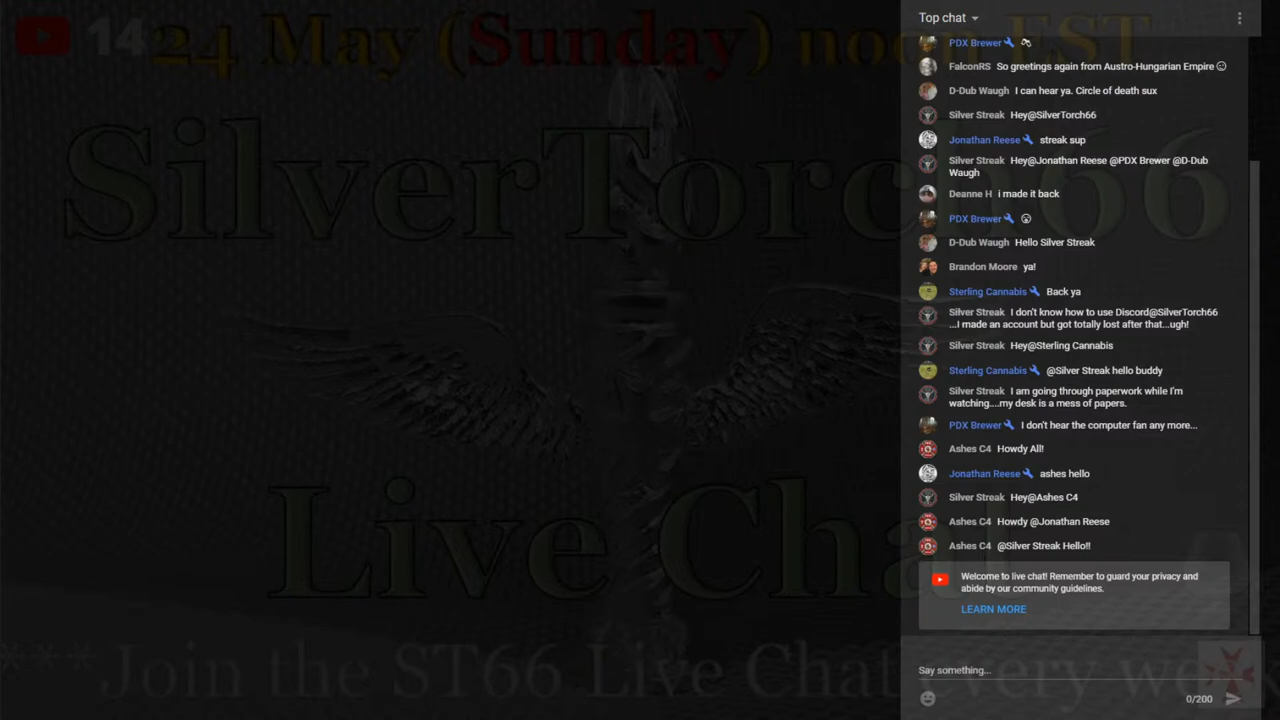 14
24 May (Sunday) noon EST
SilverTorch66
Live Chat
*** Join the ST66 Live Chat every we
Top chat
PDX Brewer
FalconRS So greetings again from Austro-Hungarian Empire
D-Dub Waugh I can hear ya. Circle of death sux
Silver Streak Hey@SilverTorch66
Jonathan Reese streak sup
Silver Streak Hey@Jonathan Reese @PDX Brewer @D-Dub
Waugh
Deanne H i made it back
PDX Brewer
D-Dub Waugh Hello Silver Streak
Brandon Moore ya!
Sterling Cannabis Back ya
Silver Streak I don't know how to use Discord@SilverTorch66
...I made an account but got totally lost after that...ugh!
Silver Streak Hey@Sterling Cannabis
Sterling Cannabis @Silver Streak hello buddy
Silver Streak I am going through paperwork while I'm
watching....my desk is a mess of papers.
PDX Brewer I don't hear the computer fan any more...
Ashes C4 Howdy All!
Jonathan Reese ashes hello
Silver Streak Hey@Ashes C4
Ashes C4 Howdy @Jonathan Reese
Ashes C4 @Silver Streak Hello!!
Welcome to live chat! Remember to guard your privacy and
abide by our community guidelines.
LEARN MORE
Say something...
0/200